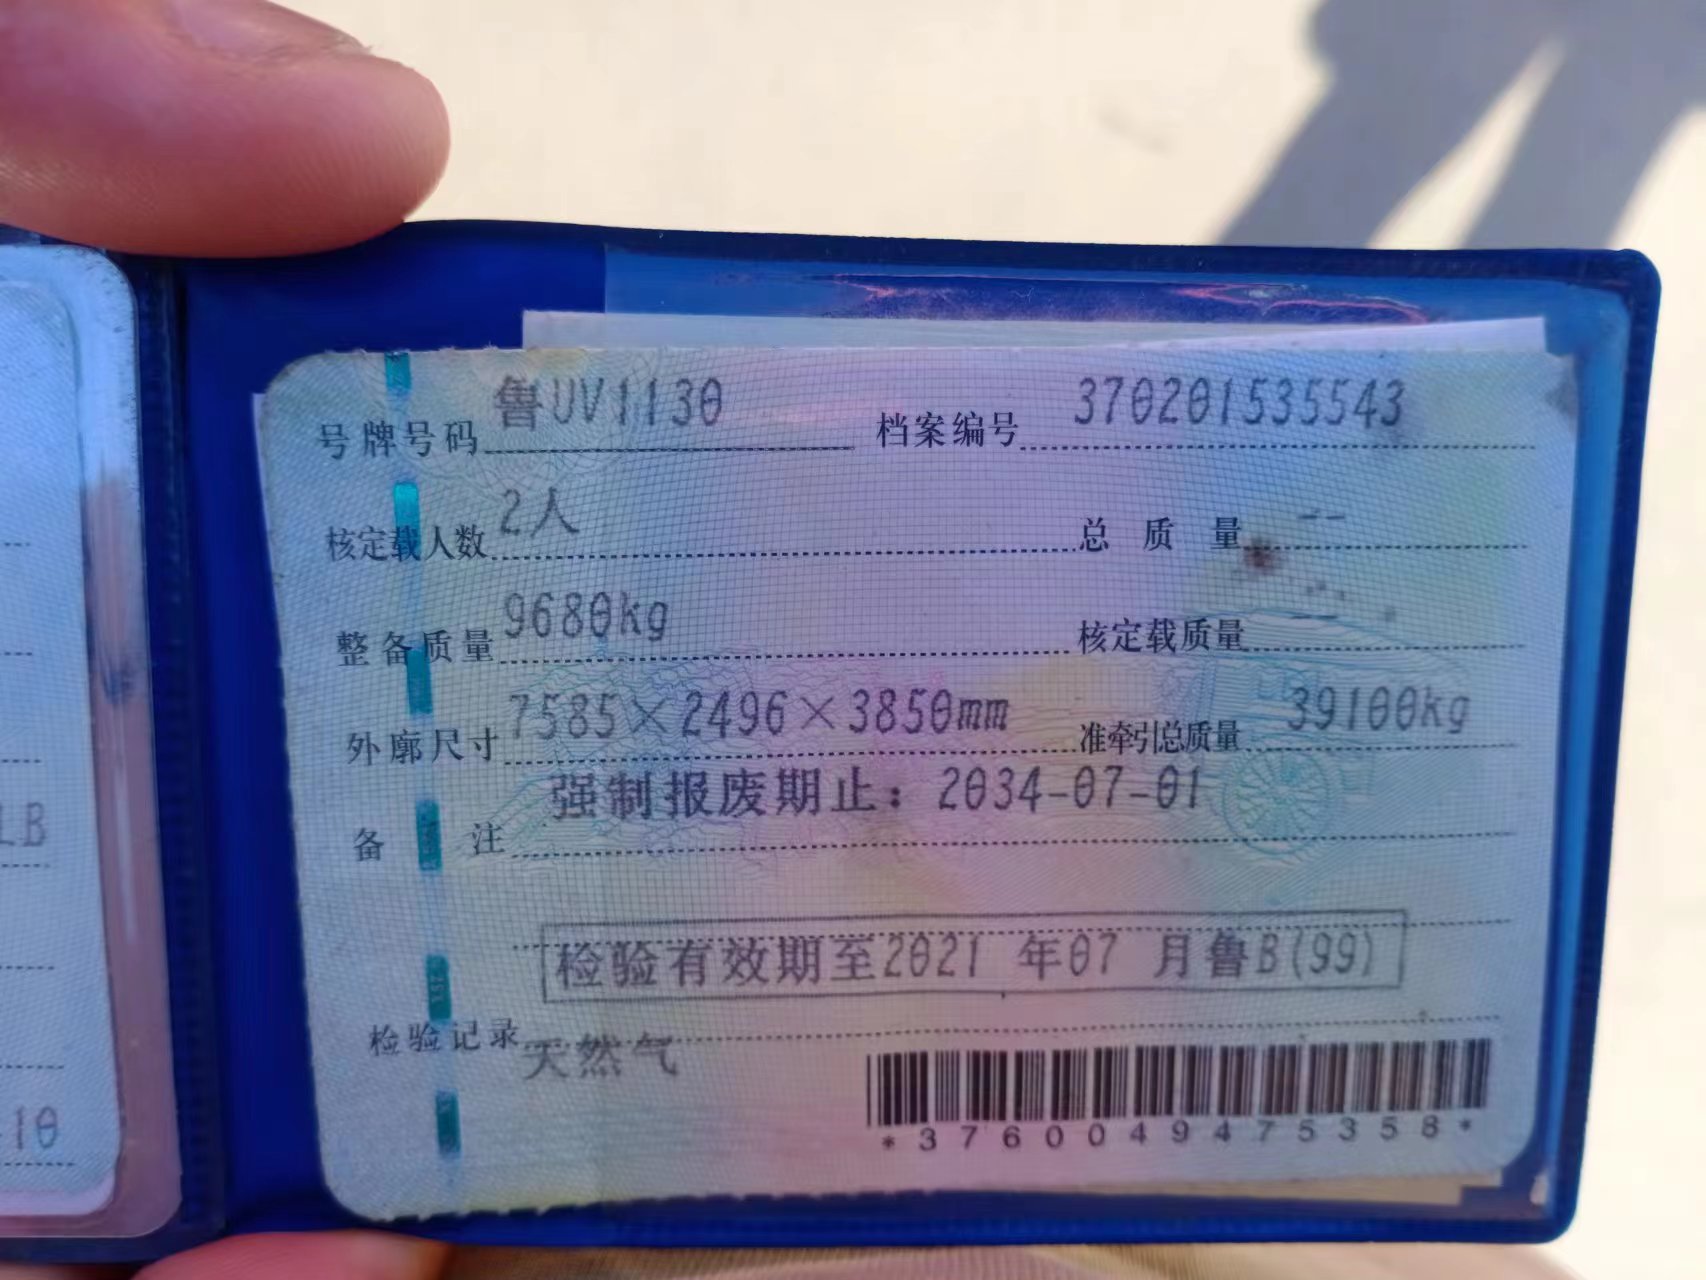 号牌号码 鲁UV1130 档案编号 370201535543
核定载人数 2人 总质量 --
整备质量 9680kg 核定载质量 --
外廓尺寸 7585×2496×3850mm 准牵引总质量 39100kg
备注 强制报废期止：2034-07-01
检验有效期至2021 年07 月鲁B(99)
检验记录
天然气
*3760049475358*
LB
10